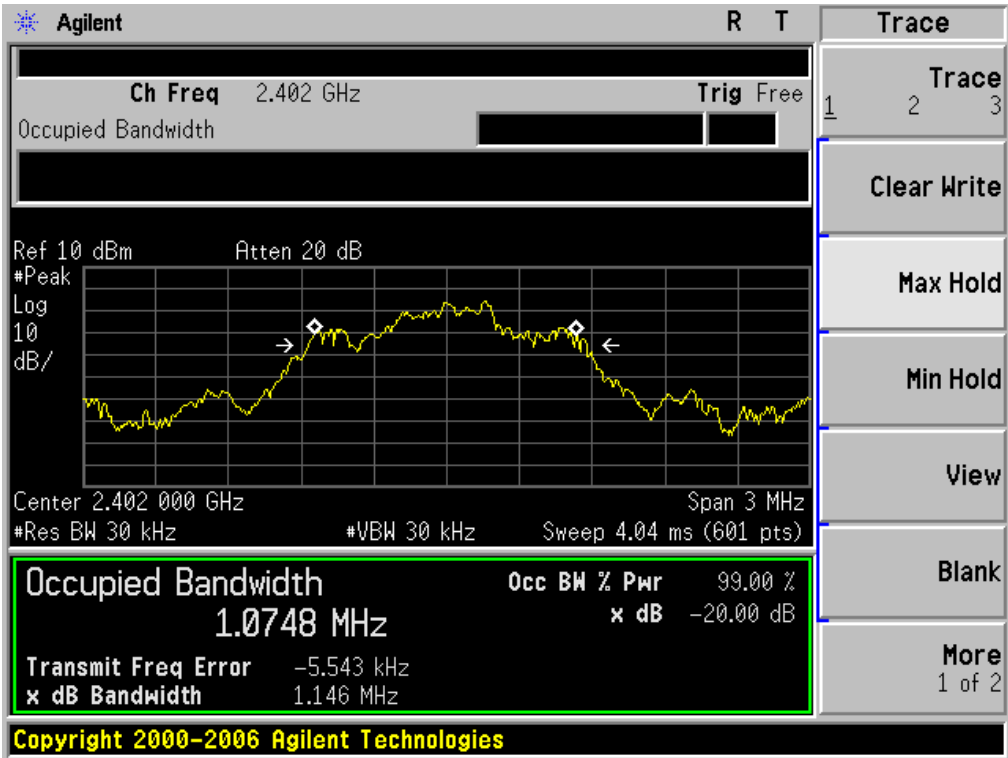 Agilent R T Trace
Ch Freq 2.402 GHz Trig Free
Occupied Bandwidth
Trace
1 2 3
Clear Write
Max Hold
Min Hold
View
Blank
More
1 of 2
Ref 10 dBm Atten 20 dB
#Peak
Log
10
dB/
Center 2.402 000 GHz Span 3 MHz
#Res BW 30 kHz #VBW 30 kHz Sweep 4.04 ms (601 pts)
Occupied Bandwidth Occ BW % Pwr 99.00 %
1.0748 MHz x dB -20.00 dB
Transmit Freq Error -5.543 kHz
x dB Bandwidth 1.146 MHz
Copyright 2000-2006 Agilent Technologies